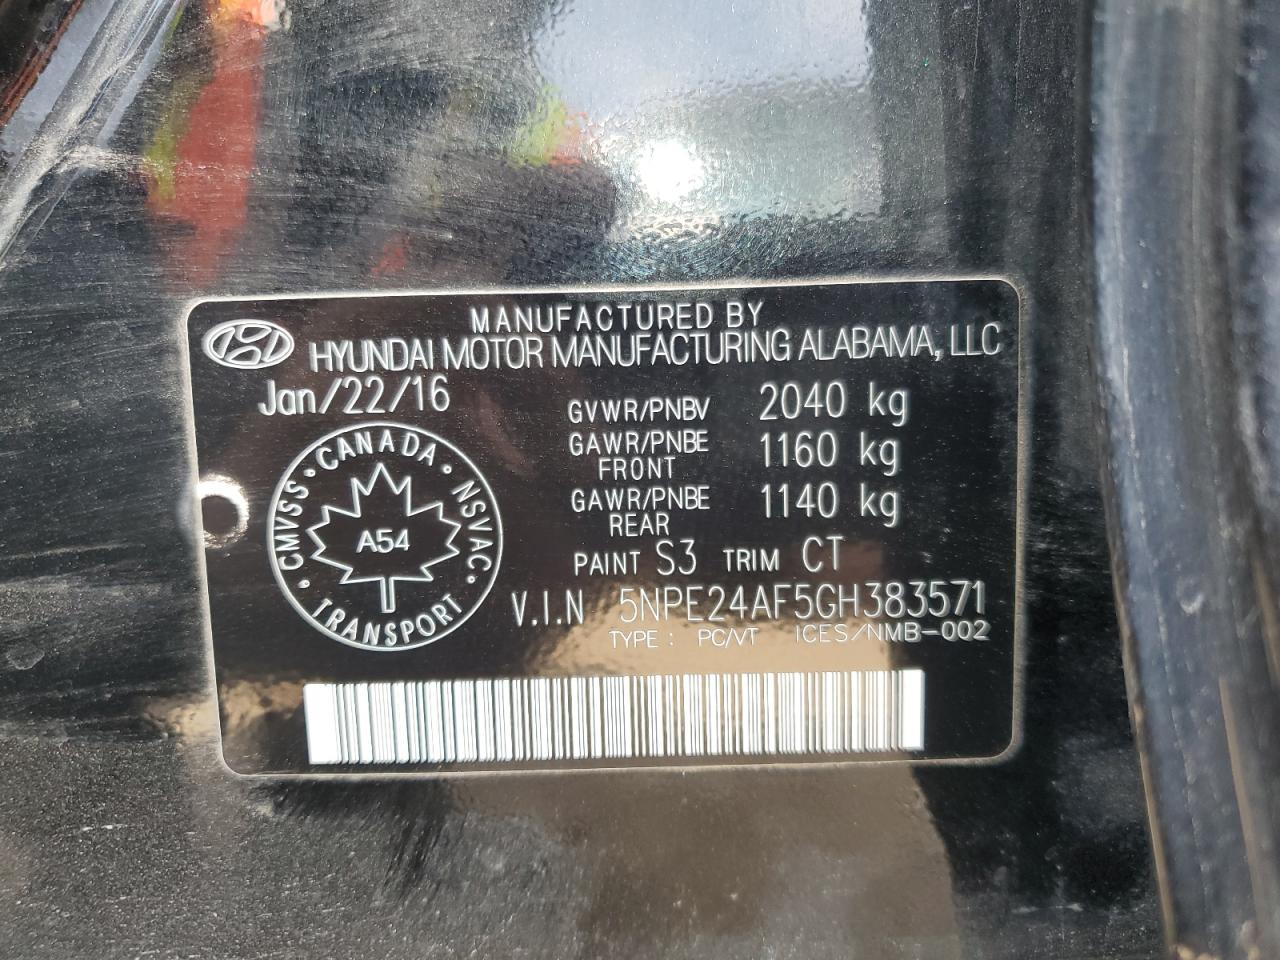 MANUFACTURED BY
HYUNDAI MOTOR MANUFACTURING ALABAMA, LLC
Jan/22/16
GVWR/PNBV 2040 kg
GAWR/PNBE 1160 kg
FRONT
GAWR/PNBE 1140 kg
REAR
CANADA • NSVAC • TRANSPORT • CMVSS •
A54
PAINT S3 TRIM CT
V.I.N 5NPE24AF5GH383571
TYPE : PC/VT ICES/NMB-002